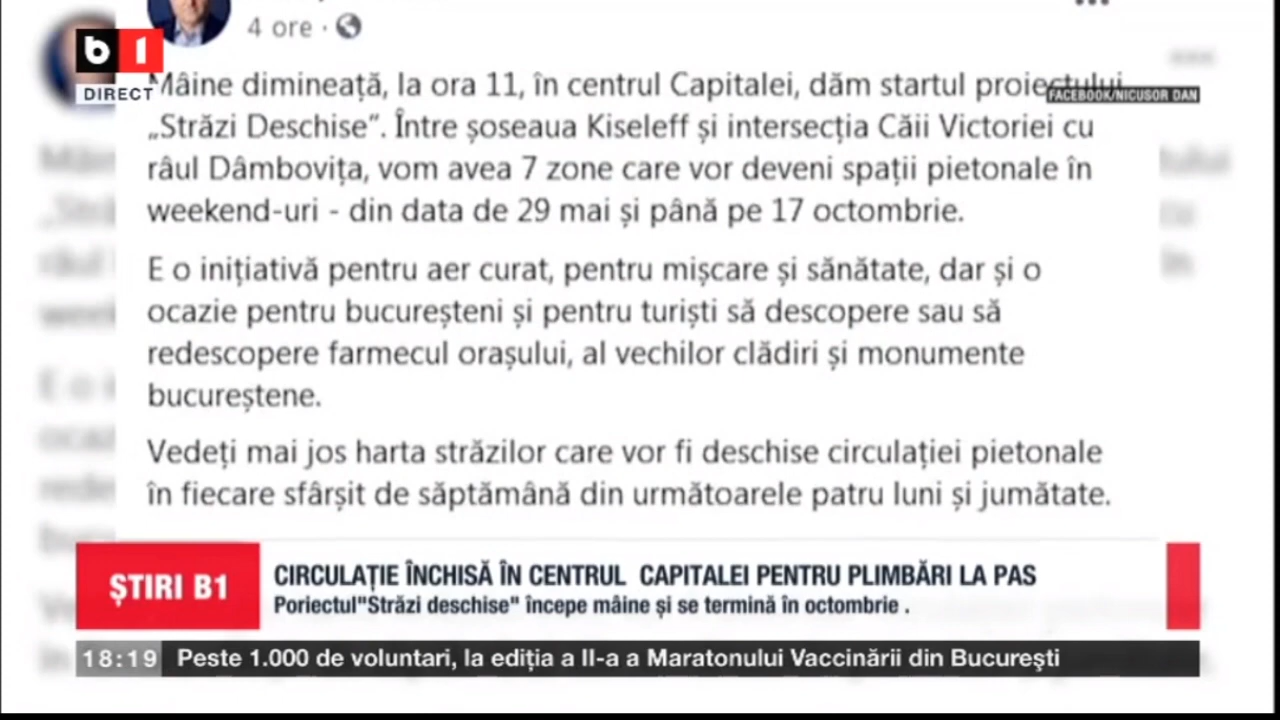 b1
DIRECT
4 ore
Mâine dimineață, la ora 11, în centrul Capitalei, dăm startul proiectului
FACEBOOK/NICUSOR DAN
„Străzi Deschise”. Între șoseaua Kiseleff și intersecția Căii Victoriei cu
râul Dâmbovița, vom avea 7 zone care vor deveni spații pietonale în
weekend-uri - din data de 29 mai și până pe 17 octombrie.
E o inițiativă pentru aer curat, pentru mișcare și sănătate, dar și o
ocazie pentru bucureșteni și pentru turiști să descopere sau să
redescopere farmecul orașului, al vechilor clădiri și monumente
bucureștene.
Vedeți mai jos harta străzilor care vor fi deschise circulației pietonale
în fiecare sfârșit de săptămână din următoarele patru luni și jumătate.
ȘTIRI B1
CIRCULAȚIE ÎNCHISĂ ÎN CENTRUL CAPITALEI PENTRU PLIMBĂRI LA PAS
Poriectul"Străzi deschise" începe mâine și se termină în octombrie .
18:19 Peste 1.000 de voluntari, la ediția a II-a a Maratonului Vaccinării din Bucureşti